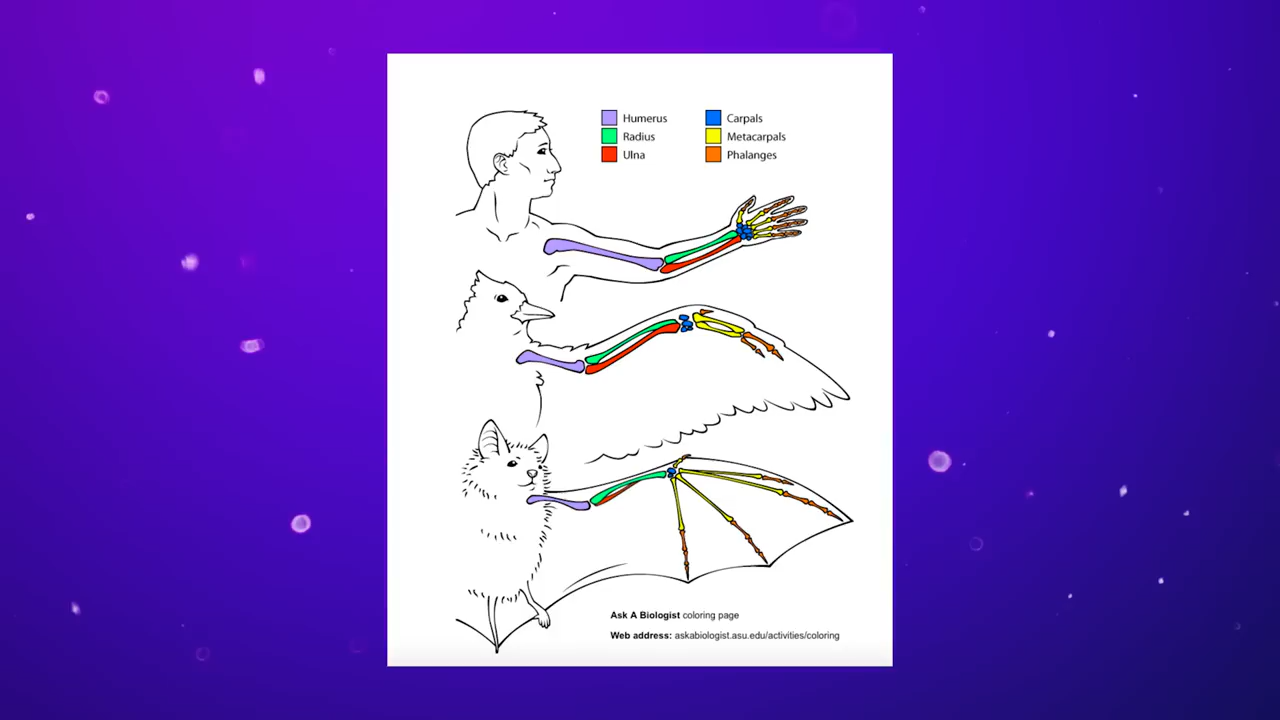 Humerus
Radius
Ulna
Carpals
Metacarpals
Phalanges
Ask A Biologist coloring page
Web address: askabiologist.asu.edu/activities/coloring